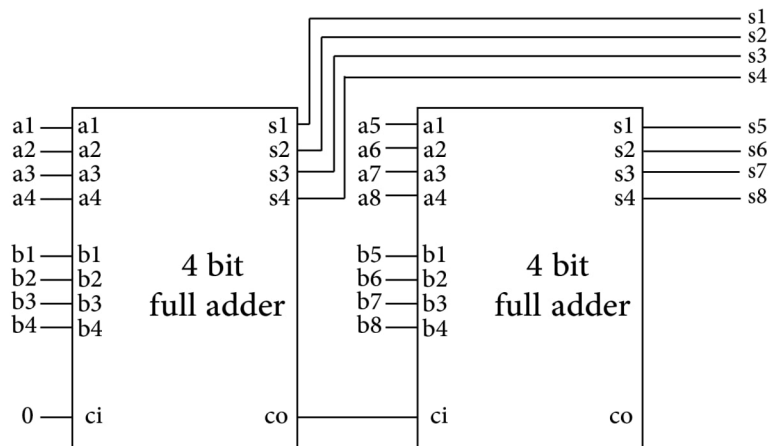 s1
s2
s3
s4
a1 a1 s1 a5 a1 s1 s5
a2 a2 s2 a6 a2 s2 s6
a3 a3 s3 a7 a3 s3 s7
a4 a4 s4 a8 a4 s4 s8
b1 b1 b5 b1
b2 b2 4 bit b6 b2 4 bit
b3 b3 full adder b7 b3 full adder
b4 b4 b8 b4
0 ci co ci co